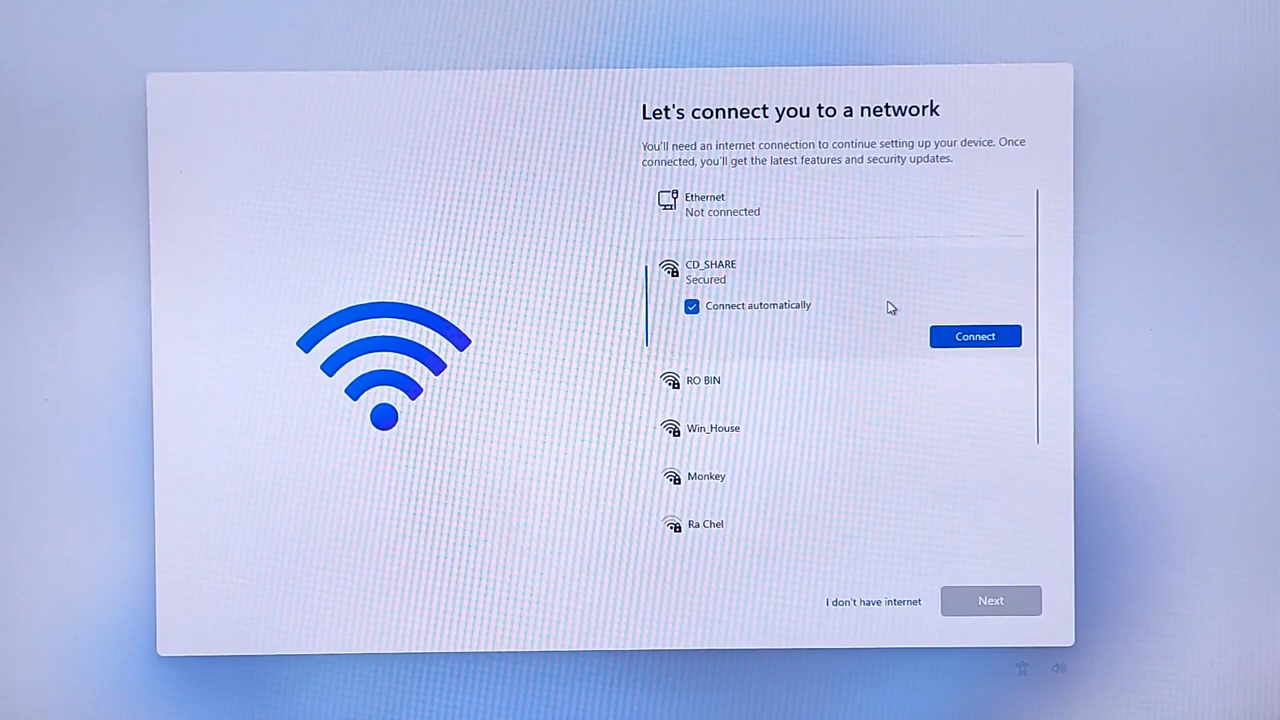 Let's connect you to a network
You'll need an internet connection to continue setting up your device. Once
connected, you'll get the latest features and security updates.
Ethernet
Not connected
CD_SHARE
Secured
Connect automatically
Connect
RO BIN
Win_House
Monkey
Ra Chel
I don't have internet
Next